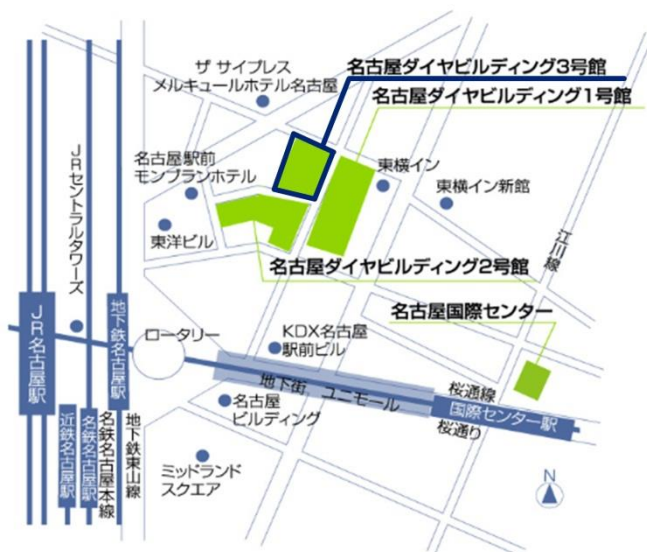 ザ サイプレス
メルキュールホテル名古屋
名古屋ダイヤビルディング3号館
名古屋ダイヤビルディング1号館
JRセントラルタワーズ
名古屋駅前
モンブランホテル
東横イン
東横イン新館
東洋ビル
江川線
名古屋ダイヤビルディング2号館
名古屋国際センター
JR名古屋駅
地下鉄名古屋駅
ロータリー
KDX名古屋
駅前ビル
地下街 ユニモール
桜通線
国際センター駅
桜通り
名古屋
ビルディング
近鉄名古屋駅
名鉄名古屋駅
名鉄名古屋本線
地下鉄東山線
ミッドランド
スクエア
N